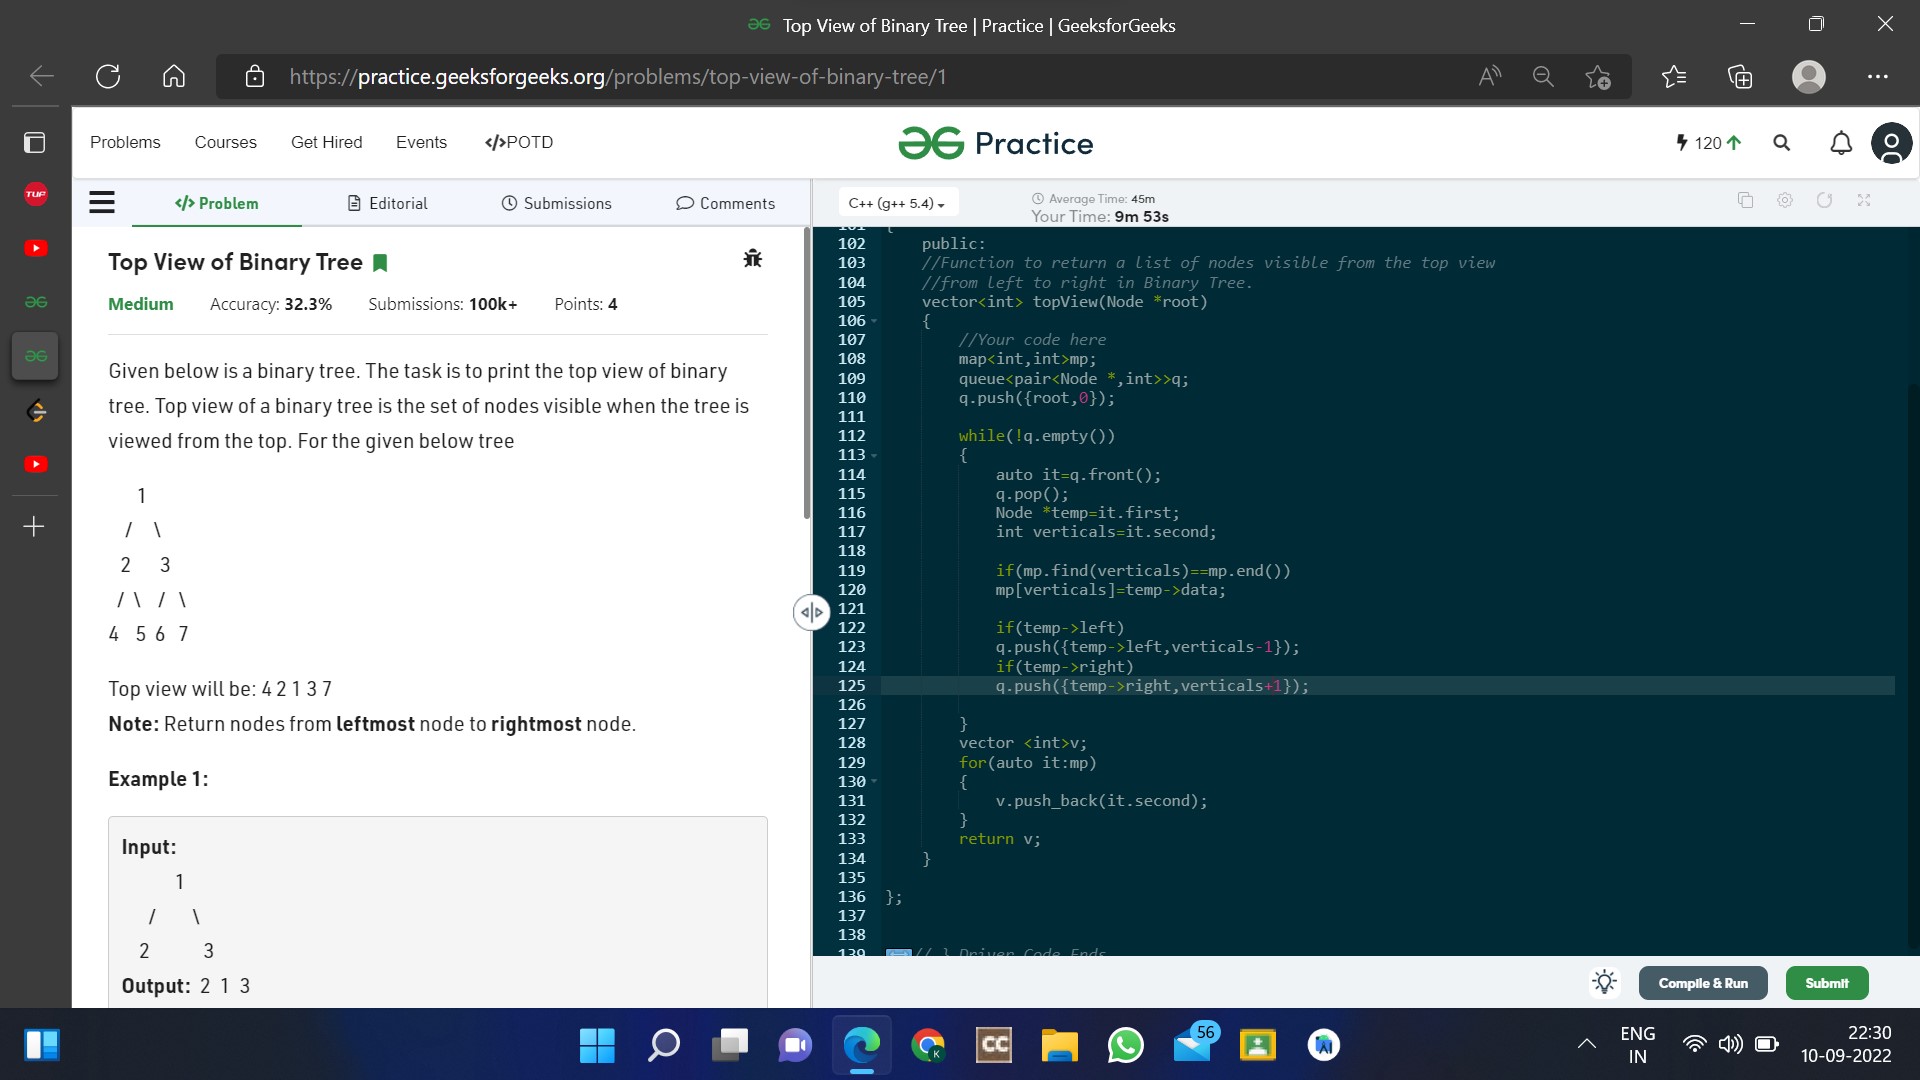 Top View of Binary Tree | Practice | GeeksforGeeks
https://practice.geeksforgeeks.org/problems/top-view-of-binary-tree/1
Problems Courses Get Hired Events </>POTD
Practice
120
TUF
</> Problem Editorial Submissions Comments
C++ (g++ 5.4)
Average Time: 45m
Your Time: 9m 53s
Top View of Binary Tree
Medium Accuracy: 32.3% Submissions: 100k+ Points: 4
Given below is a binary tree. The task is to print the top view of binary
tree. Top view of a binary tree is the set of nodes visible when the tree is
viewed from the top. For the given below tree
1
/ \
2 3
/ \ / \
4 5 6 7
Top view will be: 4 2 1 3 7
Note: Return nodes from leftmost node to rightmost node.
Example 1:
Input:
1
/ \
2 3
Output: 2 1 3
101 {
102 public:
103 //Function to return a list of nodes visible from the top view
104 //from left to right in Binary Tree.
105 vector<int> topView(Node *root)
106 {
107 //Your code here
108 map<int,int>mp;
109 queue<pair<Node *,int>>q;
110 q.push({root,0});
111
112 while(!q.empty())
113 {
114 auto it=q.front();
115 q.pop();
116 Node *temp=it.first;
117 int verticals=it.second;
118
119 if(mp.find(verticals)==mp.end())
120 mp[verticals]=temp->data;
121
122 if(temp->left)
123 q.push({temp->left,verticals-1});
124 if(temp->right)
125 q.push({temp->right,verticals+1});
126
127 }
128 vector <int>v;
129 for(auto it:mp)
130 {
131 v.push_back(it.second);
132 }
133 return v;
134 }
135
136 };
137
138
139 // } Driver Code Ends
Compile & Run Submit
CC
K
56
ENG
IN
22:30
10-09-2022